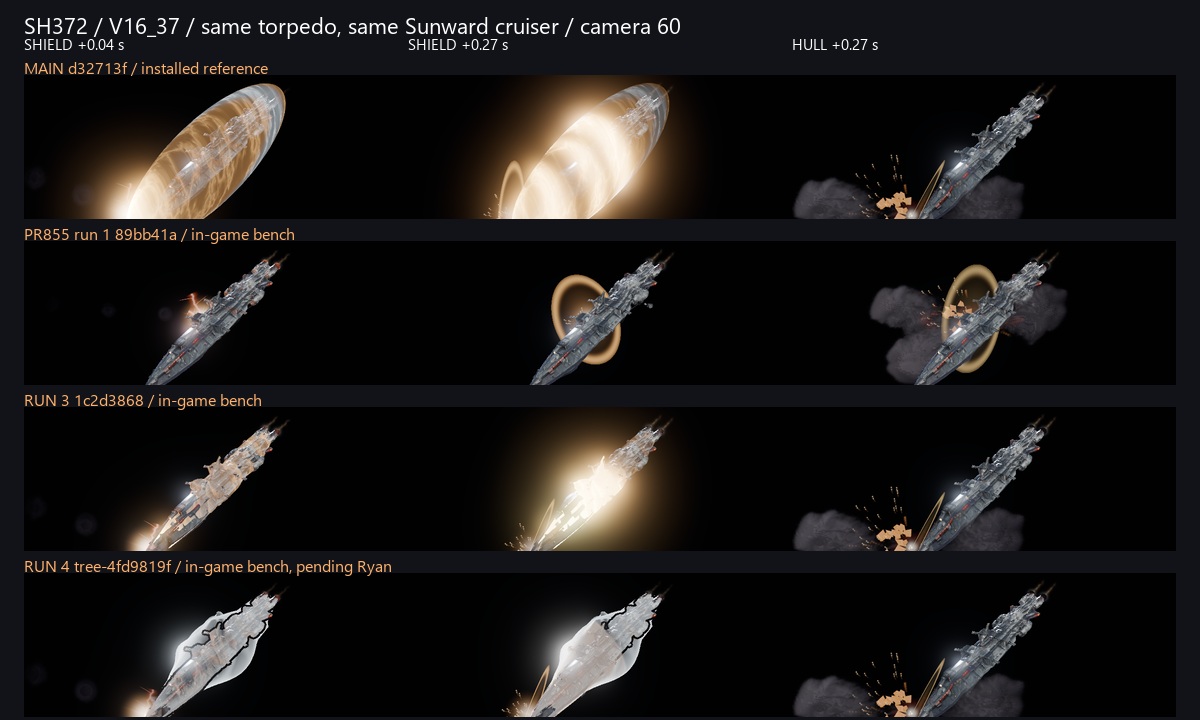 SH372 / V16_37 / same torpedo, same Sunward cruiser / camera 60
SHIELD +0.04 s
SHIELD +0.27 s
HULL +0.27 s
MAIN d32713f / installed reference
PR855 run 1 89bb41a / in-game bench
RUN 3 1c2d3868 / in-game bench
RUN 4 tree-4fd9819f / in-game bench, pending Ryan